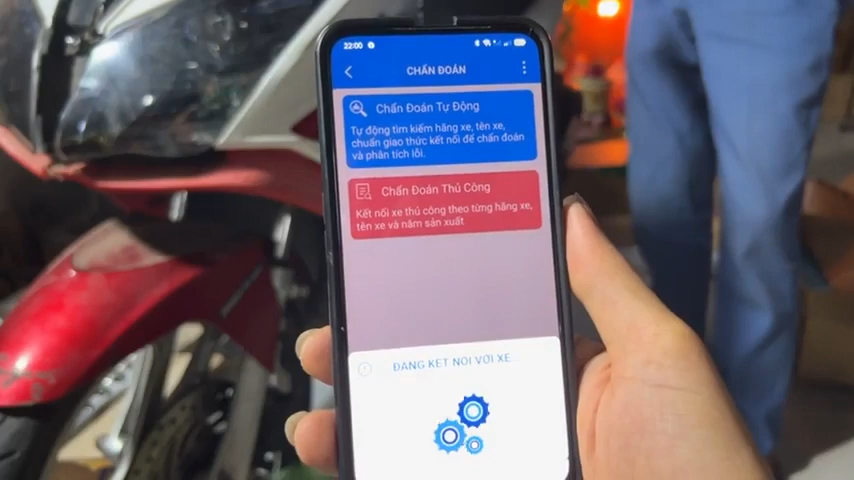 22:00
CHẨN ĐOÁN
Chẩn Đoán Tự Động
Tự động tìm kiếm hãng xe, tên xe,
chuẩn giao thức kết nối để chẩn đoán
và phân tích lỗi.
Chẩn Đoán Thủ Công
Kết nối xe thủ công theo từng hãng xe,
tên xe và năm sản xuất
ĐANG KẾT NỐI VỚI XE...